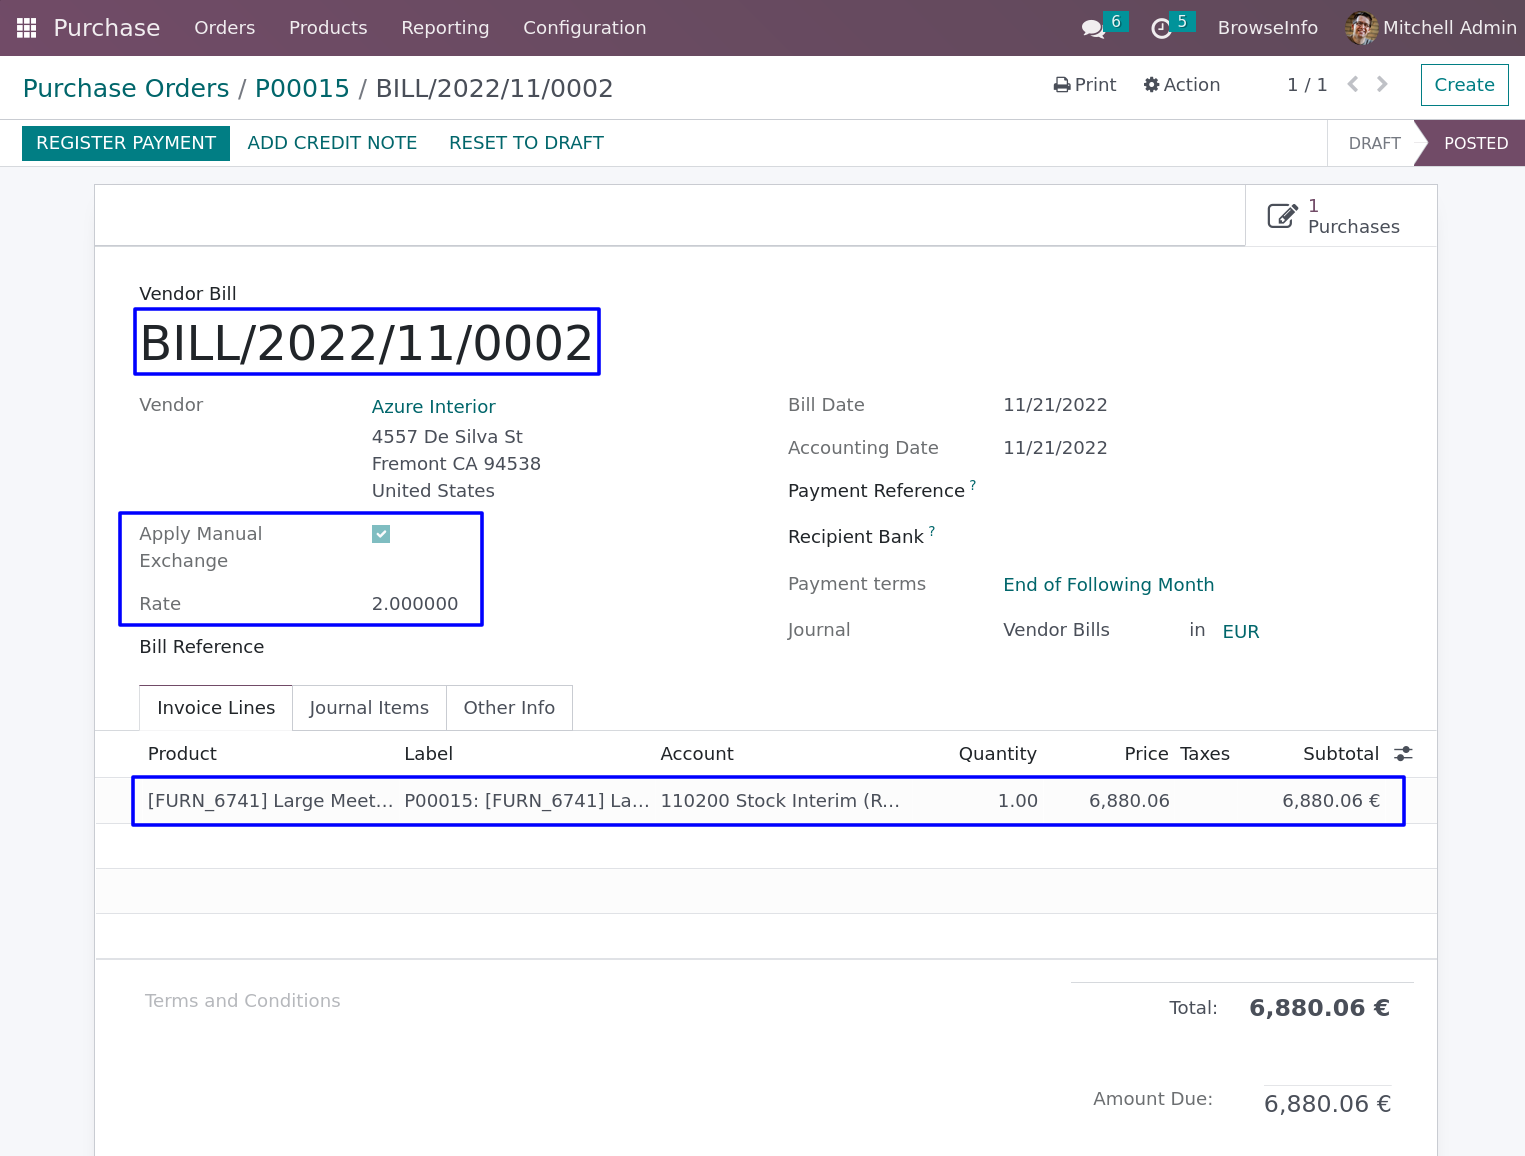 Purchase Orders Products Reporting Configuration 6 5 BrowseInfo Mitchell Admin
Purchase Orders / P00015 / BILL/2022/11/0002 Print Action 1 / 1 Create
REGISTER PAYMENT ADD CREDIT NOTE RESET TO DRAFT DRAFT POSTED
1
Purchases
Vendor Bill
BILL/2022/11/0002
Vendor Azure Interior
4557 De Silva St
Fremont CA 94538
United States
Apply Manual
Exchange
Rate 2.000000
Bill Reference
Bill Date 11/21/2022
Accounting Date 11/21/2022
Payment Reference ?
Recipient Bank ?
Payment terms End of Following Month
Journal Vendor Bills in EUR
Invoice Lines Journal Items Other Info
Product Label Account Quantity Price Taxes Subtotal
[FURN_6741] Large Meet... P00015: [FURN_6741] La... 110200 Stock Interim (R... 1.00 6,880.06 6,880.06 €
Terms and Conditions
Total: 6,880.06 €
Amount Due: 6,880.06 €